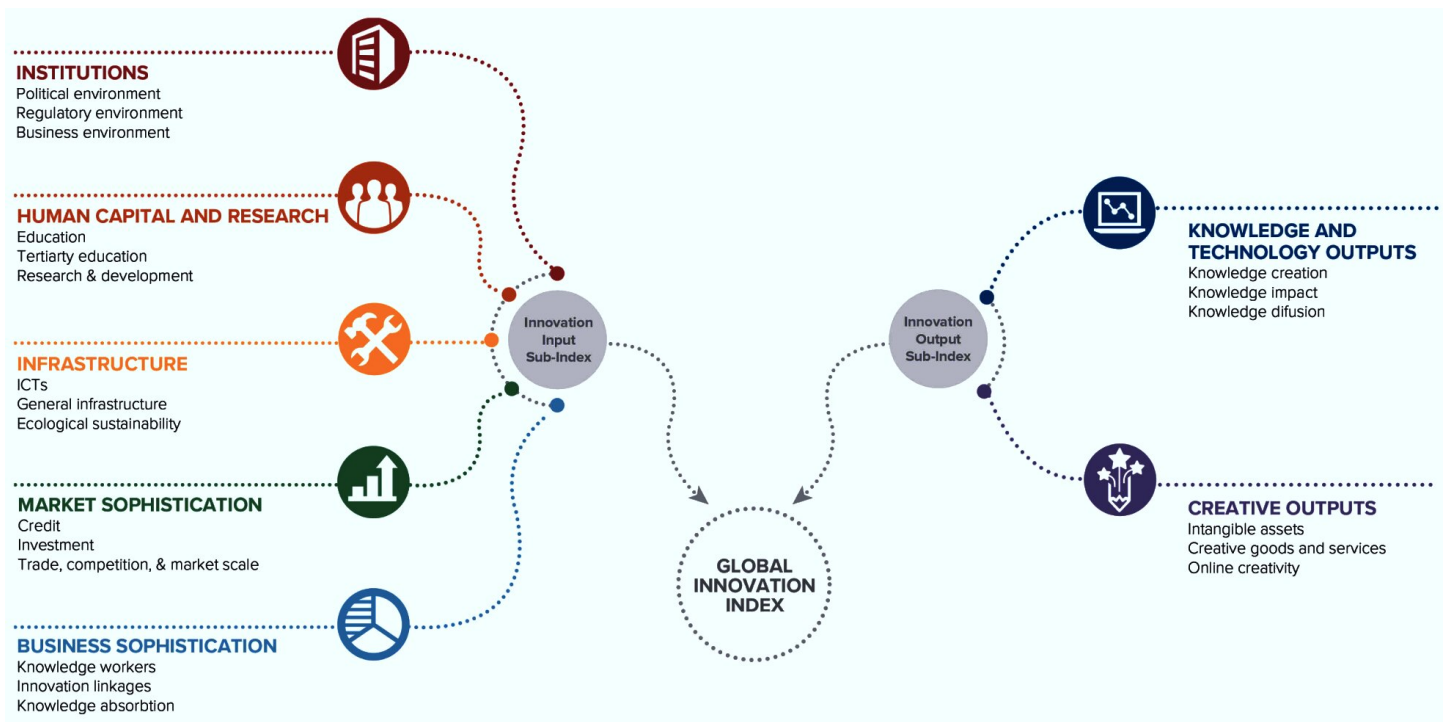 INSTITUTIONS
Political environment
Regulatory environment
Business environment
HUMAN CAPITAL AND RESEARCH
Education
Tertiarty education
Research & development
INFRASTRUCTURE
ICTs
General infrastructure
Ecological sustainability
MARKET SOPHISTICATION
Credit
Investment
Trade, competition, & market scale
BUSINESS SOPHISTICATION
Knowledge workers
Innovation linkages
Knowledge absorbtion
Innovation
Input
Sub-Index
Innovation
Output
Sub-Index
GLOBAL
INNOVATION
INDEX
KNOWLEDGE AND
TECHNOLOGY OUTPUTS
Knowledge creation
Knowledge impact
Knowledge difusion
CREATIVE OUTPUTS
Intangible assets
Creative goods and services
Online creativity